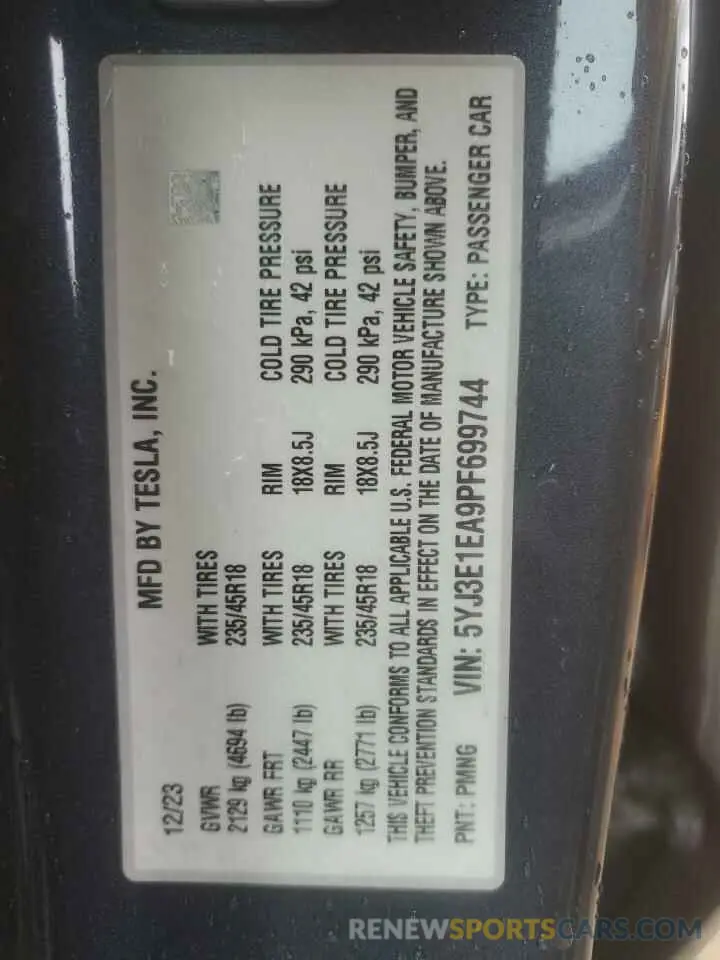 MFD BY TESLA, INC.
12/23
GVWR WITH TIRES
2129 kg (4694 lb) 235/45R18
GAWR FRT WITH TIRES RIM COLD TIRE PRESSURE
1110 kg (2447 lb) 235/45R18 18X8.5J 290 kPa, 42 psi
GAWR RR WITH TIRES RIM COLD TIRE PRESSURE
1257 kg (2771 lb) 235/45R18 18X8.5J 290 kPa, 42 psi
THIS VEHICLE CONFORMS TO ALL APPLICABLE U.S. FEDERAL MOTOR VEHICLE SAFETY, BUMPER, AND
THEFT PREVENTION STANDARDS IN EFFECT ON THE DATE OF MANUFACTURE SHOWN ABOVE.
PNT: PMNG VIN: 5YJ3E1EA9PF699744 TYPE: PASSENGER CAR
RENEWSPORTSCARS.COM